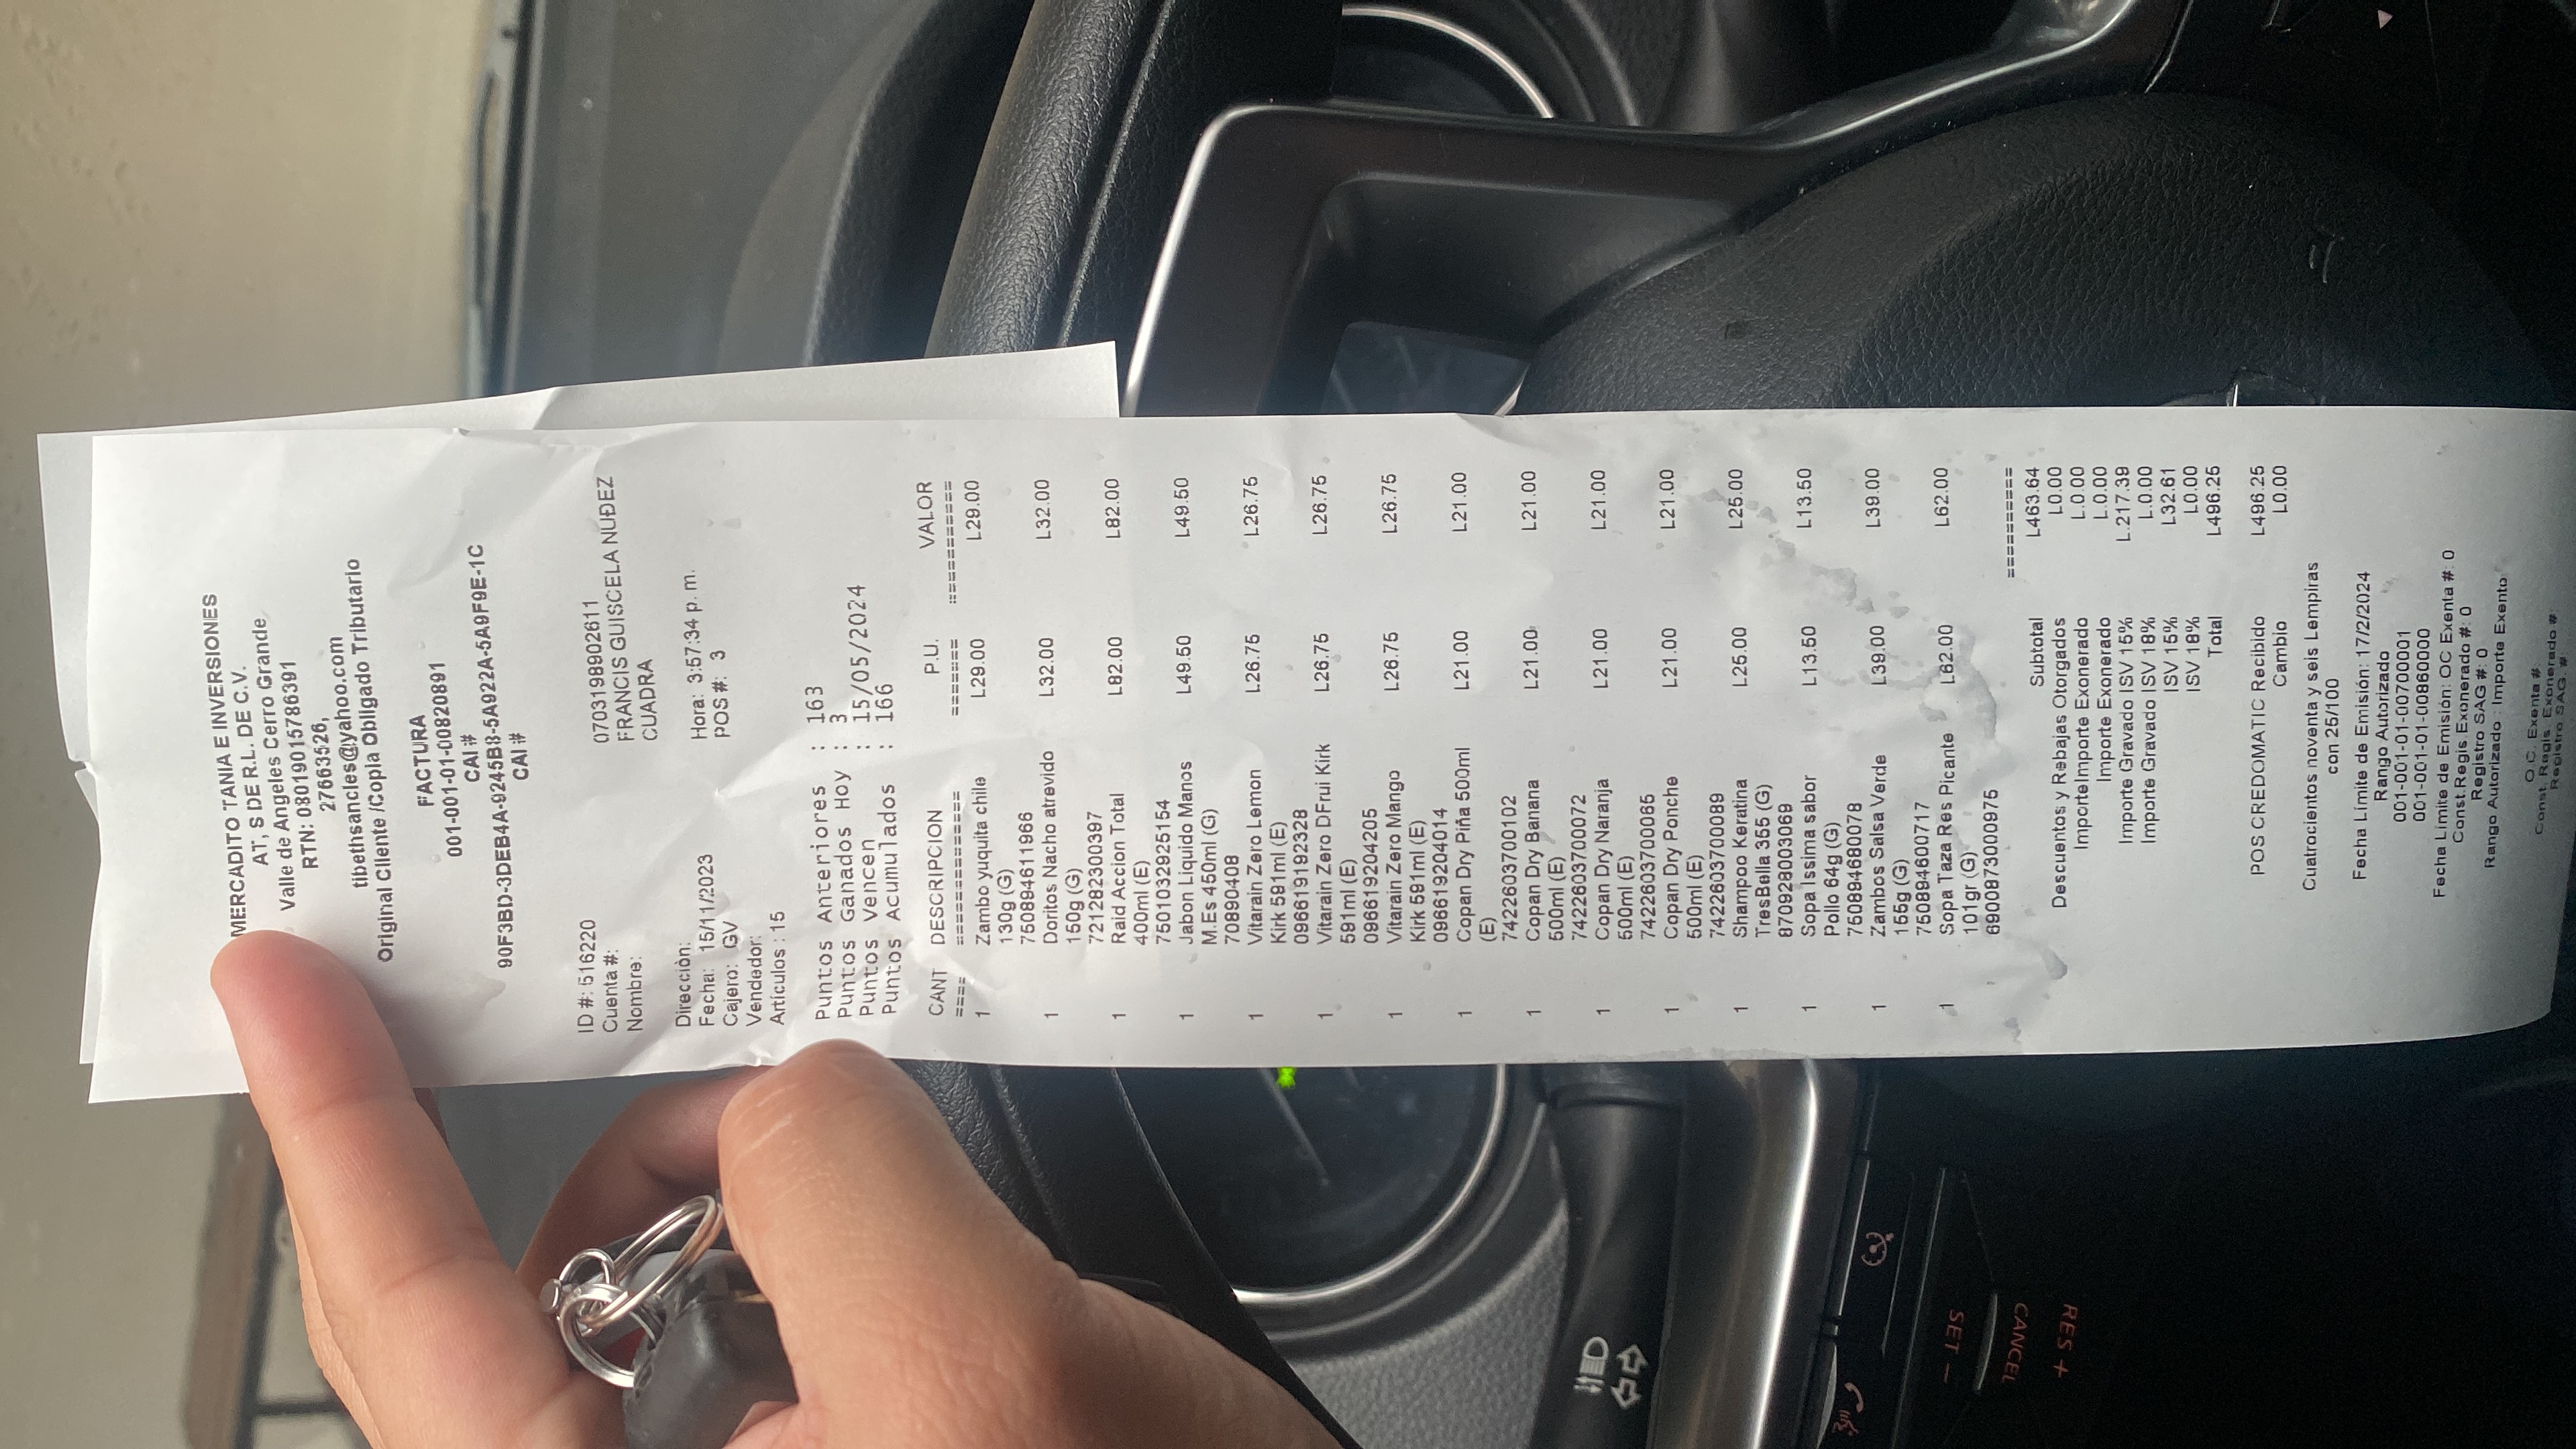 MERCADITO TANIA E INVERSIONES
AT, S DE R.L. DE C.V.
Valle de Angeles Cerro Grande
RTN: 08019015786391
27663526,
tibethsancles@yahoo.com
Original Cliente /Copia Obligado Tributario
FACTURA
001-001-01-00820891
CAI #
90F3BD-3DEB4A-9245B8-5A922A-5A9F9E-1C
CAI #
ID #: 516220
Cuenta #: 0703198902611
Nombre: FRANCIS GUISCELA NUÐEZ
CUADRA
Dirección:
Fecha: 15/11/2023 Hora: 3:57:34 p. m.
Cajero: GV POS #: 3
Vendedor:
Artículos : 15
Puntos Anteriores : 163
Puntos Ganados Hoy : 3
Puntos Vencen : 15/05/2024
Puntos Acumulados : 166
CANT DESCRIPCION P.U. VALOR
==== ============= ======= ===========
1 Zambo yuquita chile L29.00 L29.00
130g (G)
750894611966
1 Doritos Nacho atrevido L32.00 L32.00
150g (G)
721282300397
1 Raid Accion Total L82.00 L82.00
400ml (E)
7501032925154
1 Jabon Liquido Manos L49.50 L49.50
M.Es 450ml (G)
70890408
1 Vitarain Zero Lemon L26.75 L26.75
Kirk 591ml (E)
096619192328
1 Vitarain Zero DFrui Kirk L26.75 L26.75
591ml (E)
096619204205
1 Vitarain Zero Mango L26.75 L26.75
Kirk 591ml (E)
096619204014
1 Copan Dry Piña 500ml L21.00 L21.00
(E)
7422603700102
1 Copan Dry Banana L21.00 L21.00
500ml (E)
7422603700072
1 Copan Dry Naranja L21.00 L21.00
500ml (E)
7422603700065
1 Copan Dry Ponche L21.00 L21.00
500ml (E)
7422603700089
1 Shampoo Keratina L25.00 L25.00
TresBella 355 (G)
8709280003069
1 Sopa Issima sabor L13.50 L13.50
Pollo 64g (G)
750894680078
1 Zambos Salsa Verde L39.00 L39.00
155g (G)
750894600717
1 Sopa Taza Res Picante L62.00 L62.00
101gr (G)
6900873000975
=========
Subtotal L463.64
Descuentos y Rebajas Otorgados L0.00
ImporteImporte Exonerado L.0.00
Importe Exonerado L.0.00
Importe Gravado ISV 15% L.217.39
Importe Gravado ISV 18% L.0.00
ISV 15% L32.61
ISV 18% L0.00
Total L496.25
POS CREDOMATIC Recibido L496.25
Cambio L0.00
Cuatrocientos noventa y seis Lempiras
con 25/100
Fecha Límite de Emisión: 17/2/2024
Rango Autorizado
001-001-01-00700001
001-001-01-00860000
Fecha Límite de Emisión: OC Exenta #: 0
Const.Regis Exonerado #: 0
Registro SAG #: 0
Rango Autorizado : Importe Exento:
O.C. Exenta #
Const. Regis Exonerado #:
Registro SAG #:
RES +
CANCEL
SET −